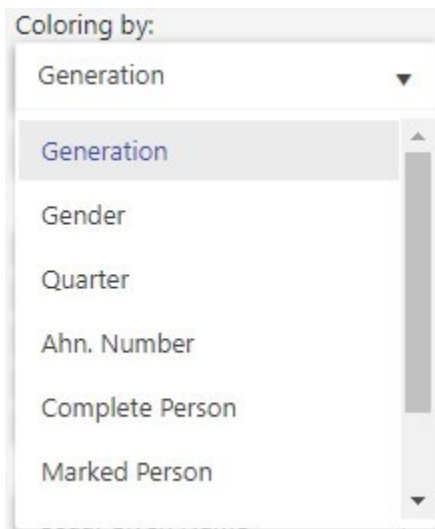 Coloring by:
Generation
Generation
Gender
Quarter
Ahn. Number
Complete Person
Marked Person